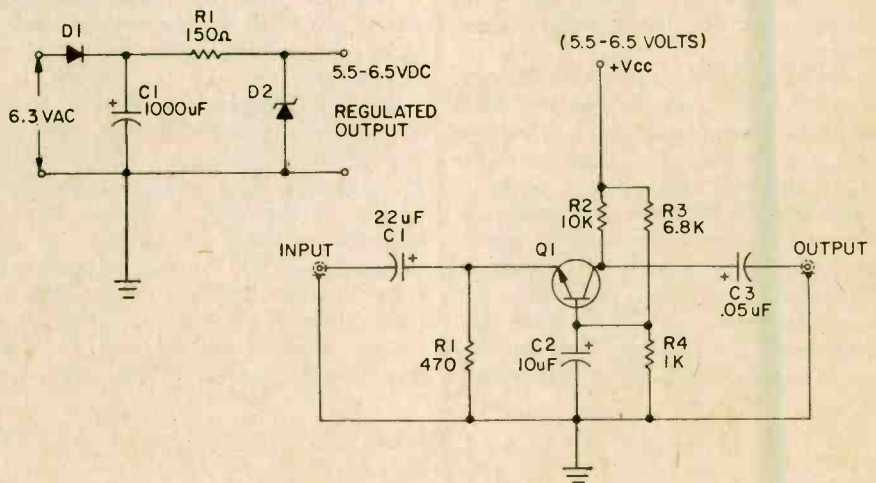 D1
R1
150Ω
C1
+
1000uF
6.3 VAC
D2
5.5-6.5VDC
REGULATED
OUTPUT
(5.5-6.5 VOLTS)
+Vcc
R2
10K
R3
6.8K
22uF
C1
+
INPUT
Q1
OUTPUT
+
C3
.05uF
R1
470
C2
+
10uF
R4
1K